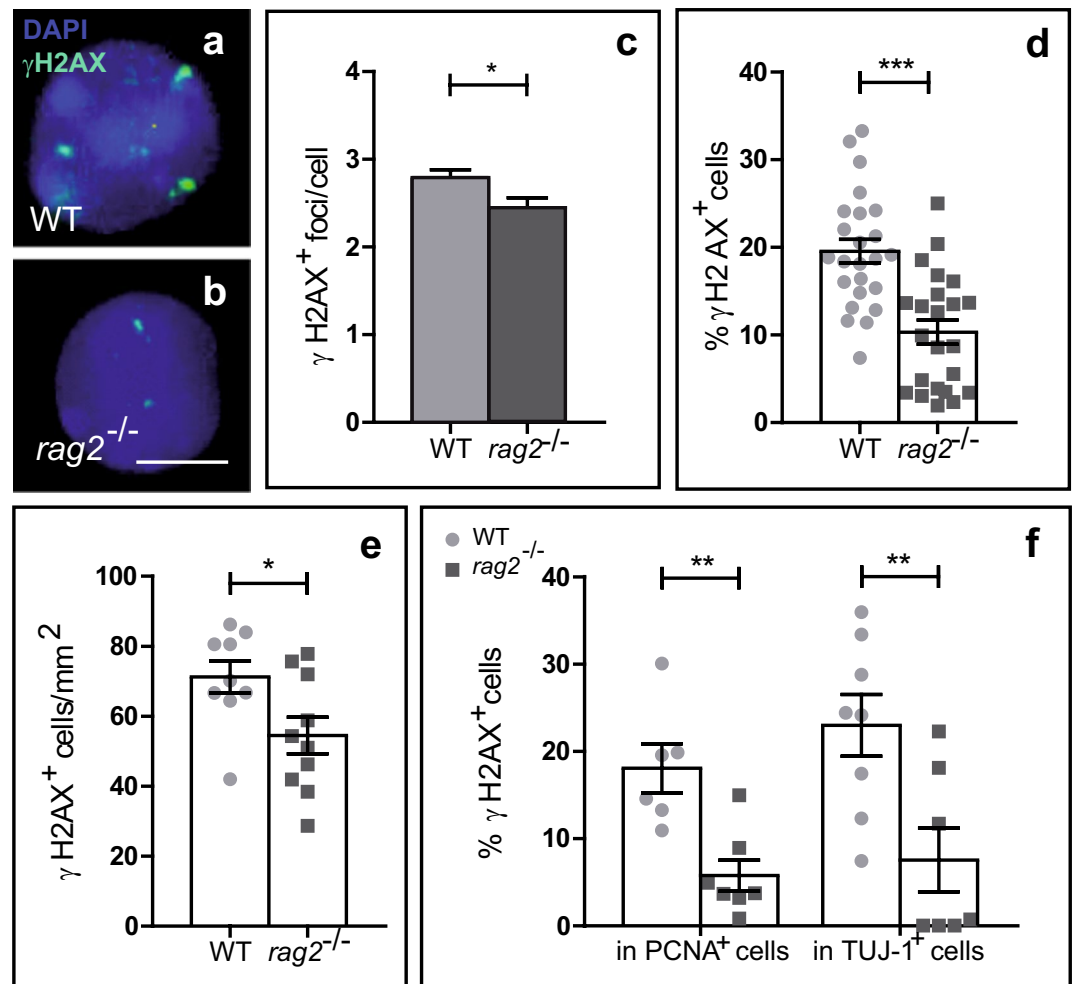 DAPI
γH2AX
a
WT
b
rag2-/-
c
*
γ H2AX+ foci/cell
4
3
2
1
0
WT rag2-/-
d
***
% γ H2 AX+ cells
40
30
20
10
0
WT rag2-/-
e
*
γ H2AX+ cells/mm2
100
80
60
40
20
0
WT rag2-/-
f
WT
rag2-/-
** **
% γ H2AX+ cells
40
30
20
10
0
in PCNA+ cells in TUJ-1+ cells